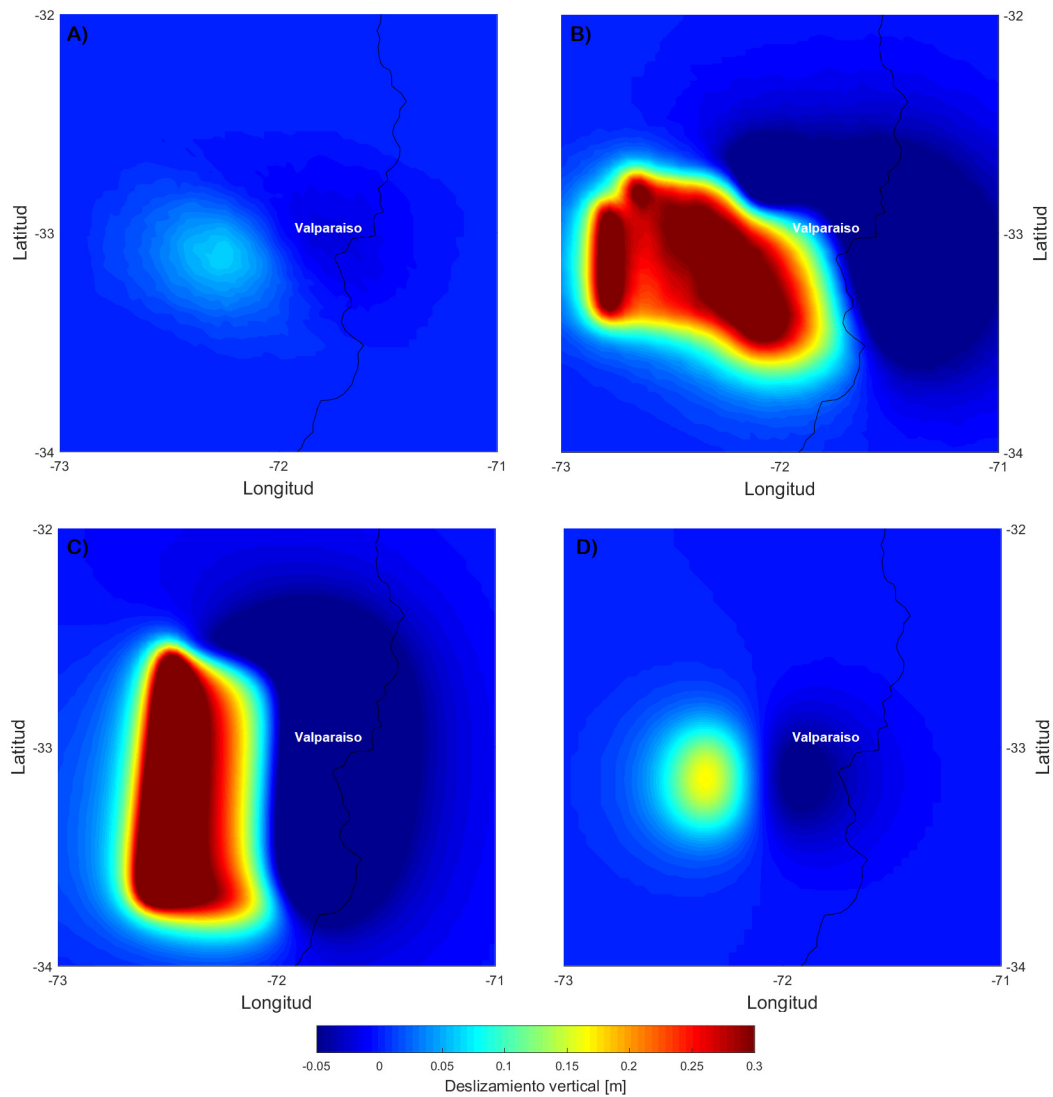 A)
-32
-33
-34
Latitud
Valparaiso
-73
-72
-71
Longitud
B)
-32
-33
-34
Latitud
Valparaiso
-73
-72
-71
Longitud
C)
-32
-33
-34
Latitud
Valparaiso
-73
-72
-71
Longitud
D)
-32
-33
-34
Latitud
Valparaiso
-73
-72
-71
Longitud
-0.05 0 0.05 0.1 0.15 0.2 0.25 0.3
Deslizamiento vertical [m]